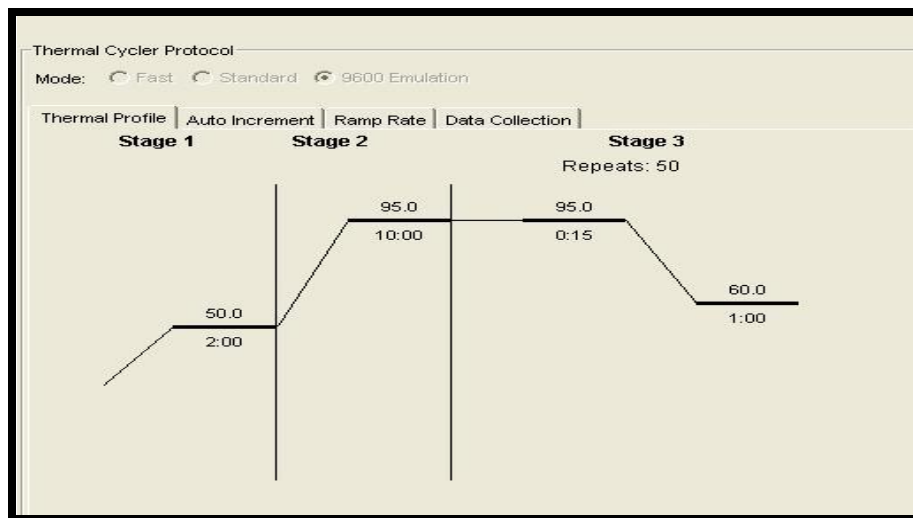 Thermal Cycler Protocol
Mode: Fast Standard 9600 Emulation
Thermal Profile Auto Increment Ramp Rate Data Collection
Stage 1 Stage 2 Stage 3
Repeats: 50
95.0 95.0
10:00 0:15
60.0
1:00
50.0
2:00